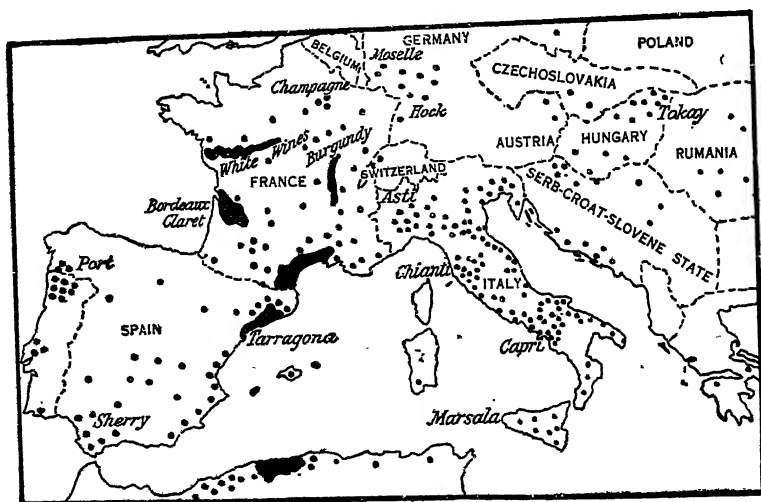 GERMANY
BELGIUM
Moselle
POLAND
CZECHOSLOVAKIA
Champagne
Hock
Tokay
AUSTRIA
HUNGARY
RUMANIA
White Wines
Burgundy
FRANCE
SWITZERLAND
Asti
SERB-CROAT-SLOVENE STATE
Bordeaux
Claret
Port
Chianti
ITALY
SPAIN
Tarragona
Capri
Sherry
Marsala